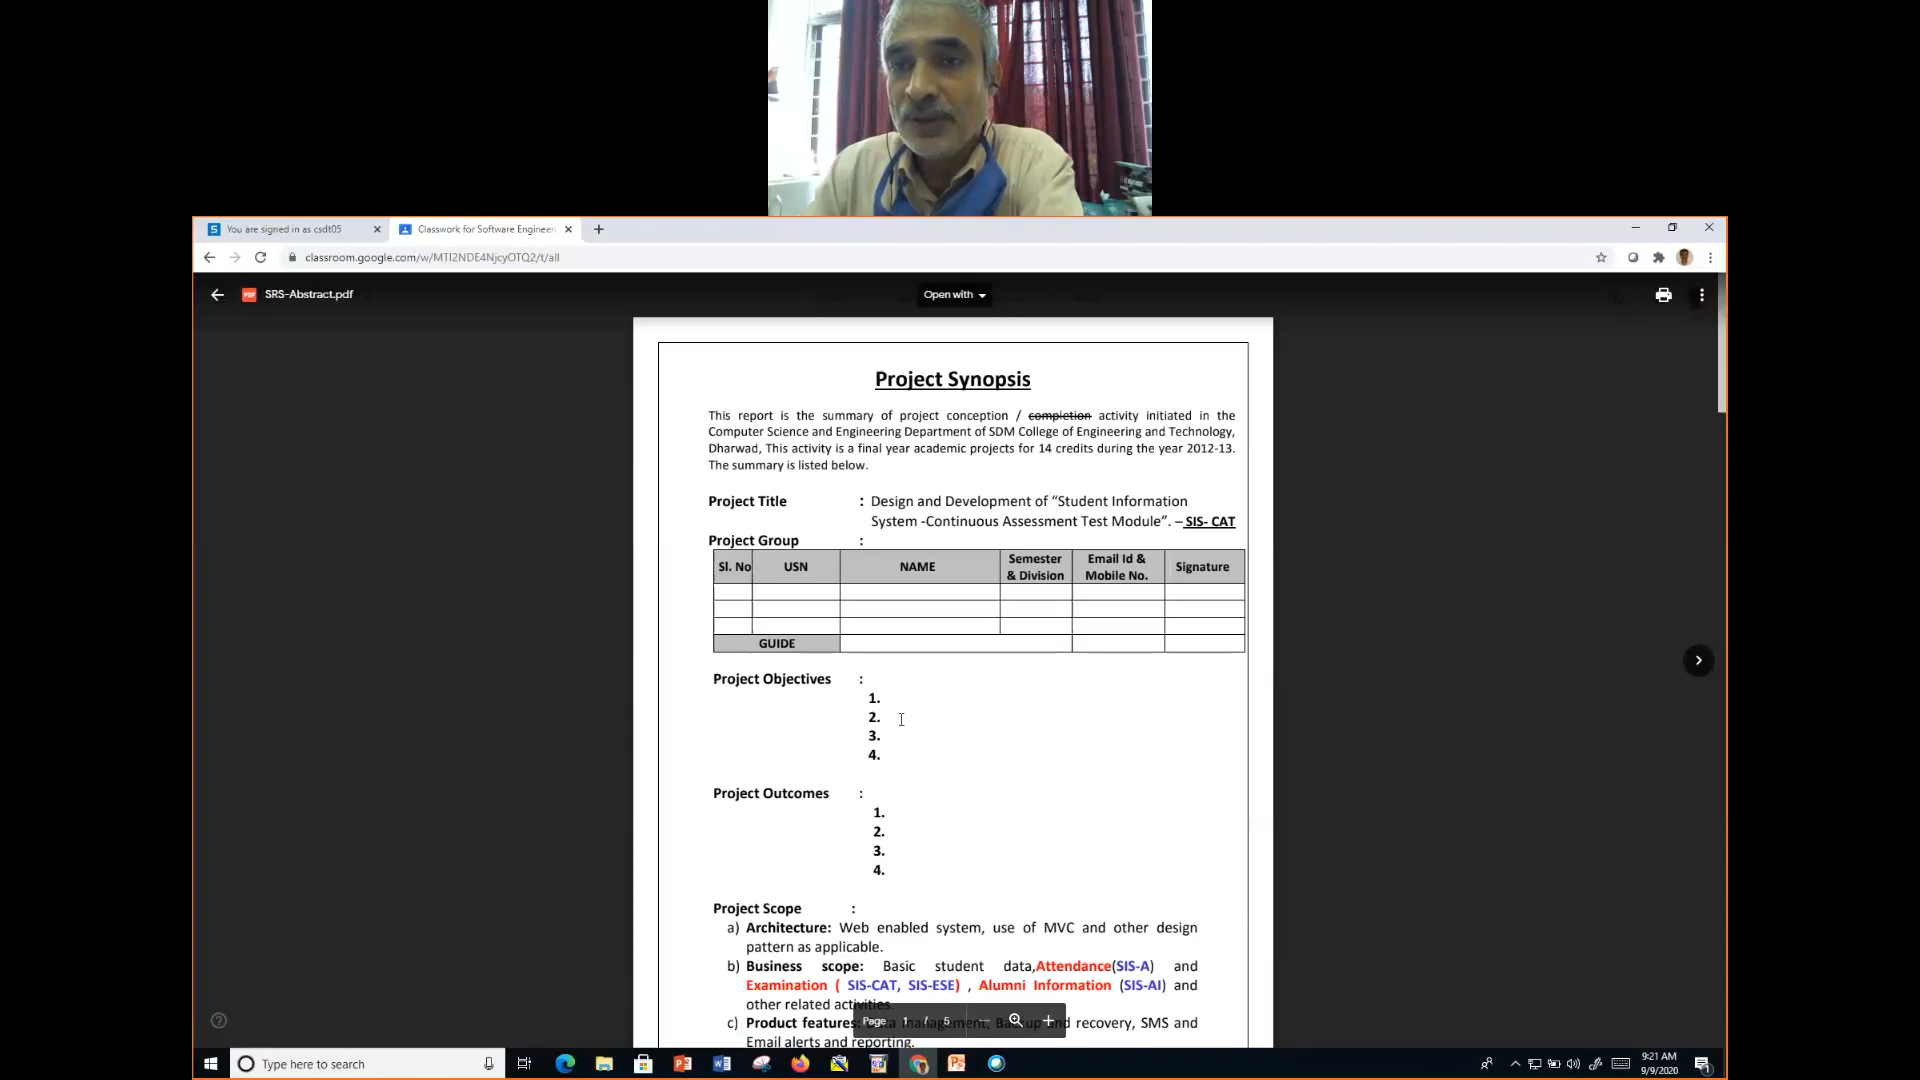 You are signed in as csdt05
Classwork for Software Engineer
classroom.google.com/w/MTI2NDE4NjcyOTQ2/t/all
PDF SRS-Abstract.pdf
Open with
Project Synopsis
This report is the summary of project conception / completion activity initiated in the
Computer Science and Engineering Department of SDM College of Engineering and Technology,
Dharwad, This activity is a final year academic projects for 14 credits during the year 2012-13.
The summary is listed below.
Project Title : Design and Development of “Student Information
System -Continuous Assessment Test Module”. – SIS- CAT
Project Group :
Sl. No USN NAME Semester & Division Email Id & Mobile No. Signature
GUIDE
Project Objectives :
1.
2.
3.
4.
Project Outcomes :
1.
2.
3.
4.
Project Scope :
a) Architecture: Web enabled system, use of MVC and other design
pattern as applicable.
b) Business scope: Basic student data,Attendance(SIS-A) and
Examination ( SIS-CAT, SIS-ESE) , Alumni Information (SIS-AI) and
other related activities.
c) Product features: Data management, Backup and recovery, SMS and
Email alerts and reporting.
Page 1 / 5
Type here to search
9:21 AM
9/9/2020